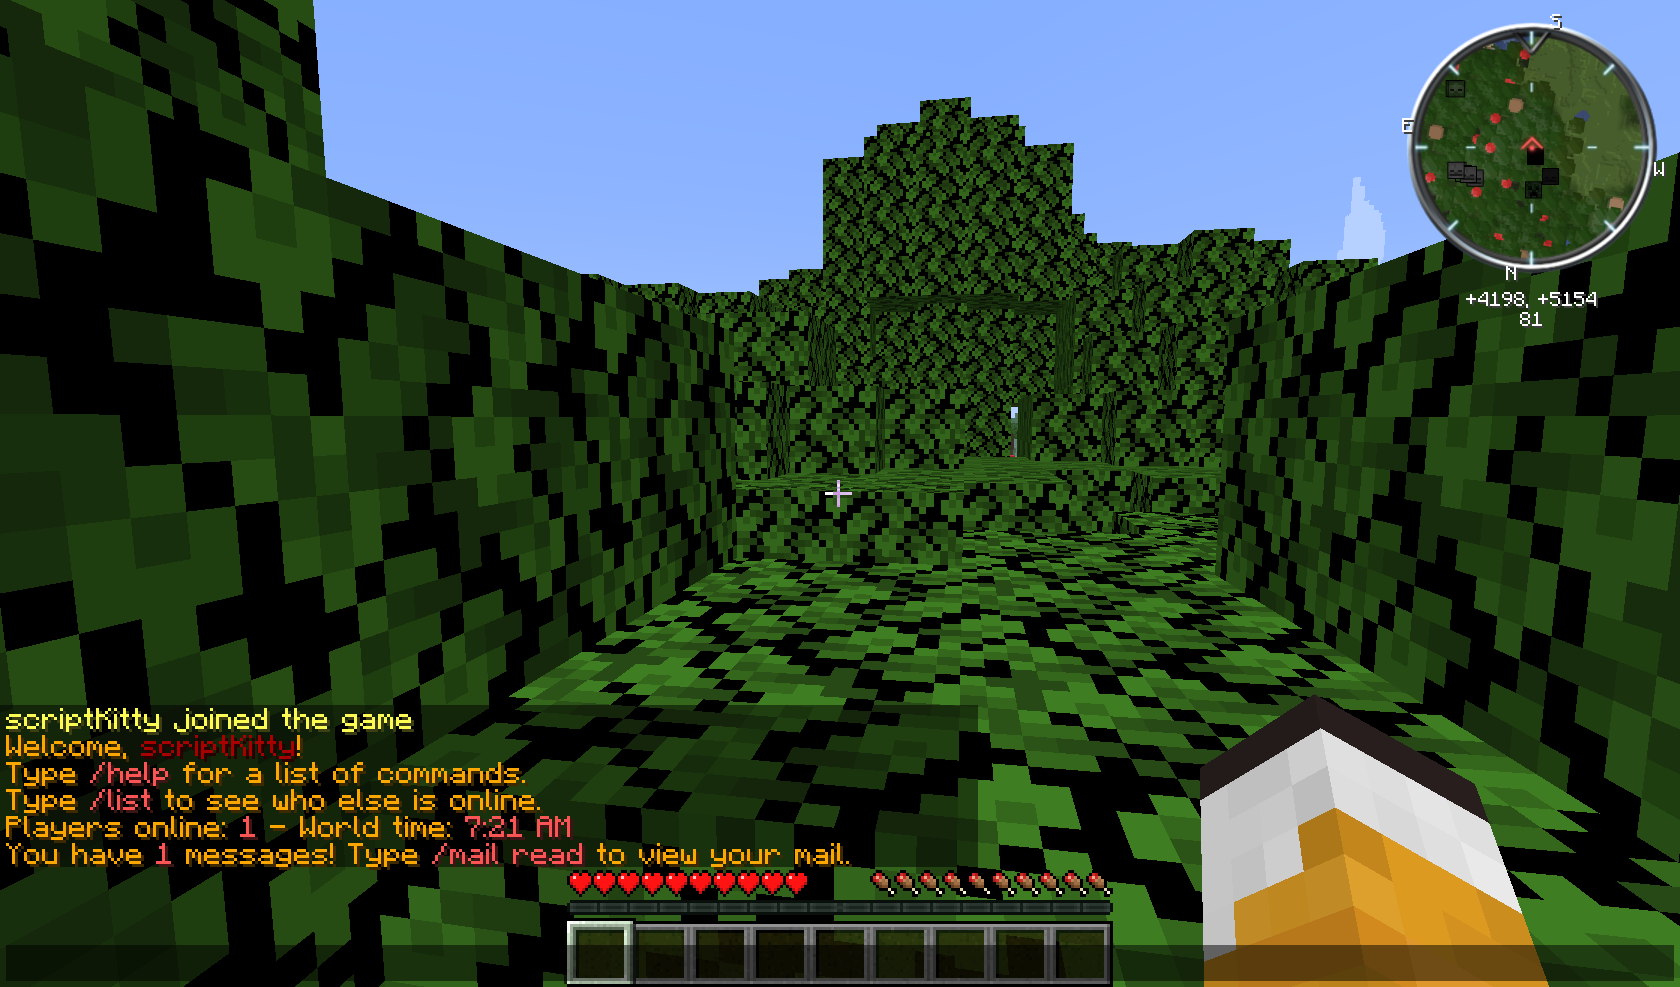 S
E
W
N
+4198, +5154
81
scriptKitty joined the game
Welcome, scriptKitty!
Type /help for a list of commands.
Type /list to see who else is online.
Players online: 1 - World time: 7:21 AM
You have 1 messages! Type /mail read to view your mail.